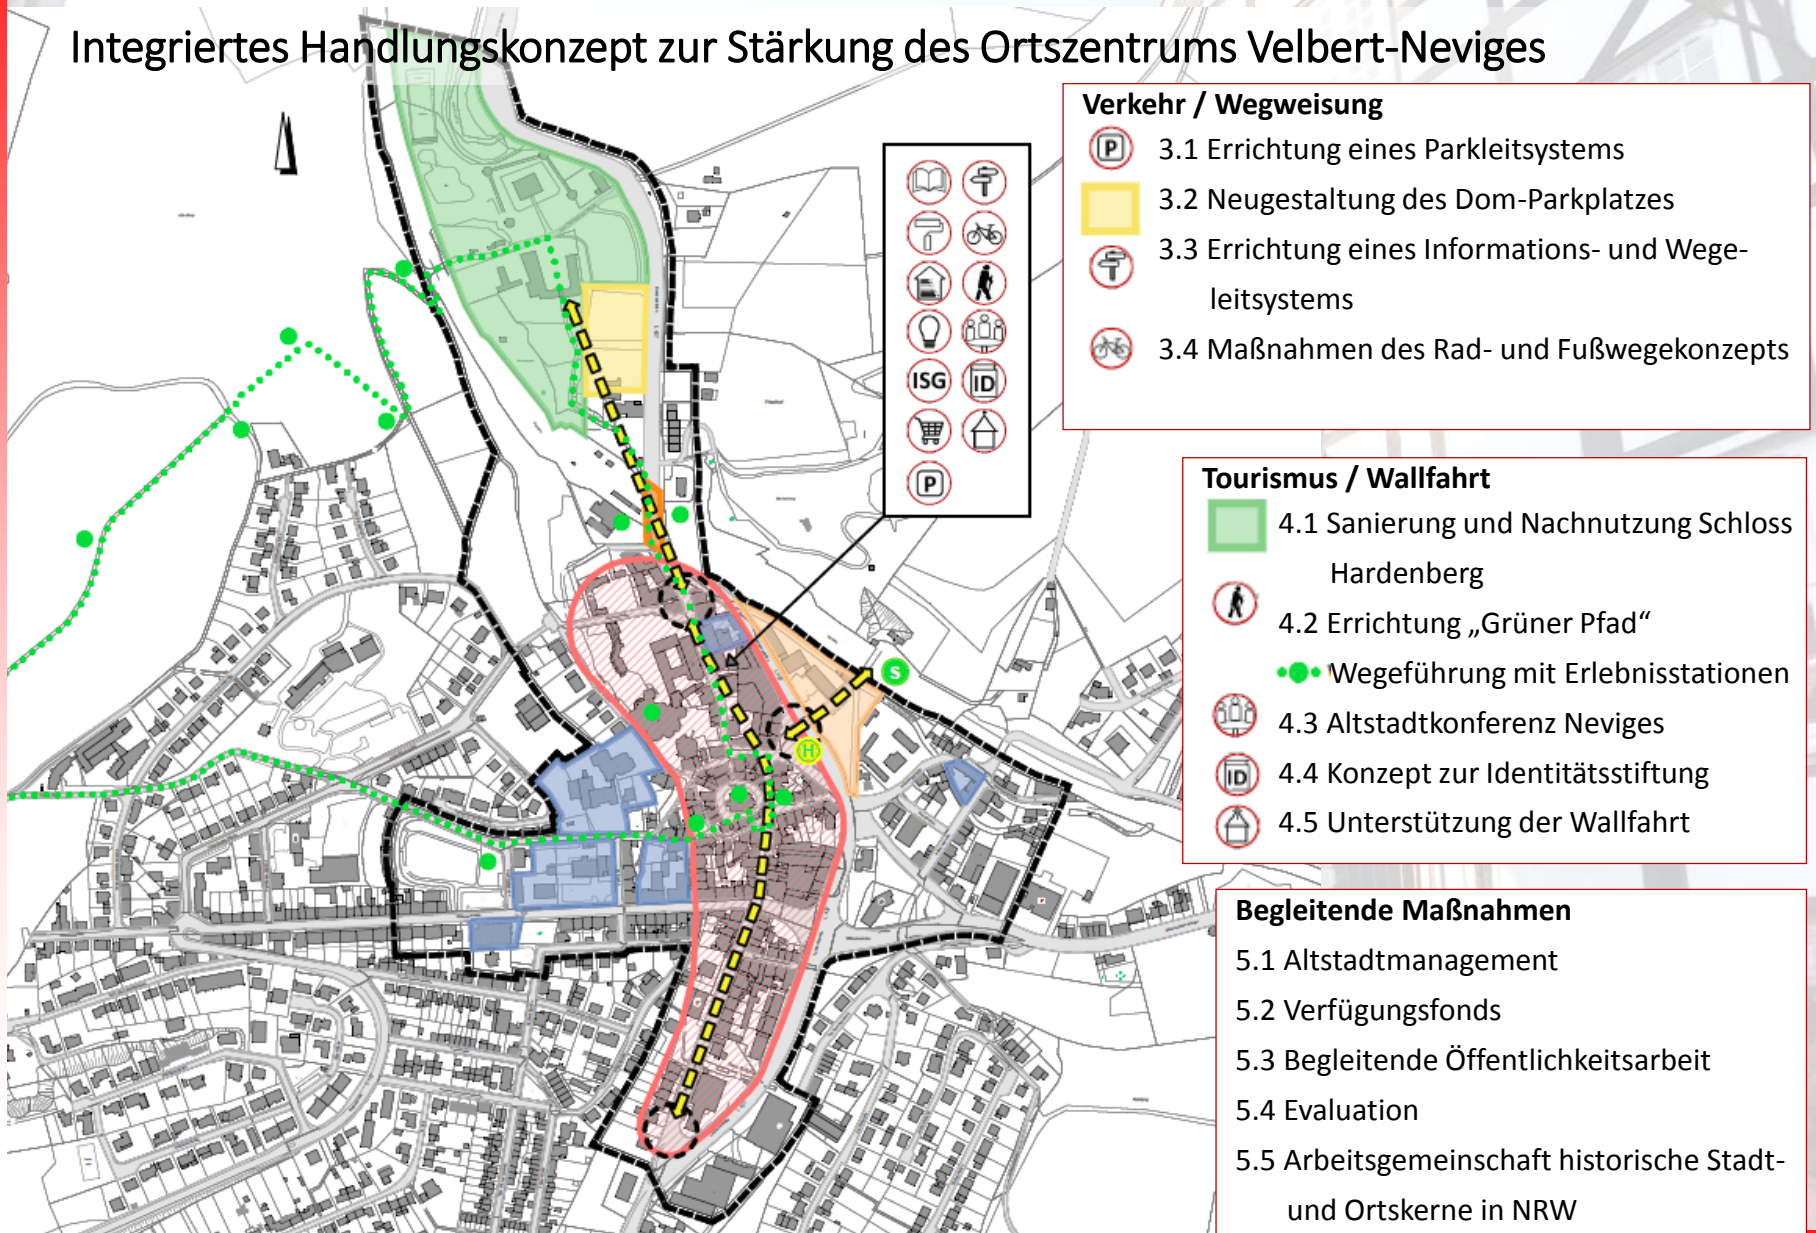 Integriertes Handlungskonzept zur Stärkung des Ortszentrums Velbert-Neviges
Verkehr / Wegweisung
P 3.1 Errichtung eines Parkleitsystems
3.2 Neugestaltung des Dom-Parkplatzes
3.3 Errichtung eines Informations- und Wege-
leitsystems
3.4 Maßnahmen des Rad- und Fußwegekonzepts
ISG ID
P
S
H
Tourismus / Wallfahrt
4.1 Sanierung und Nachnutzung Schloss
Hardenberg
4.2 Errichtung „Grüner Pfad“
Wegeführung mit Erlebnisstationen
4.3 Altstadtkonferenz Neviges
ID 4.4 Konzept zur Identitätsstiftung
4.5 Unterstützung der Wallfahrt
Begleitende Maßnahmen
5.1 Altstadtmanagement
5.2 Verfügungsfonds
5.3 Begleitende Öffentlichkeitsarbeit
5.4 Evaluation
5.5 Arbeitsgemeinschaft historische Stadt-
und Ortskerne in NRW